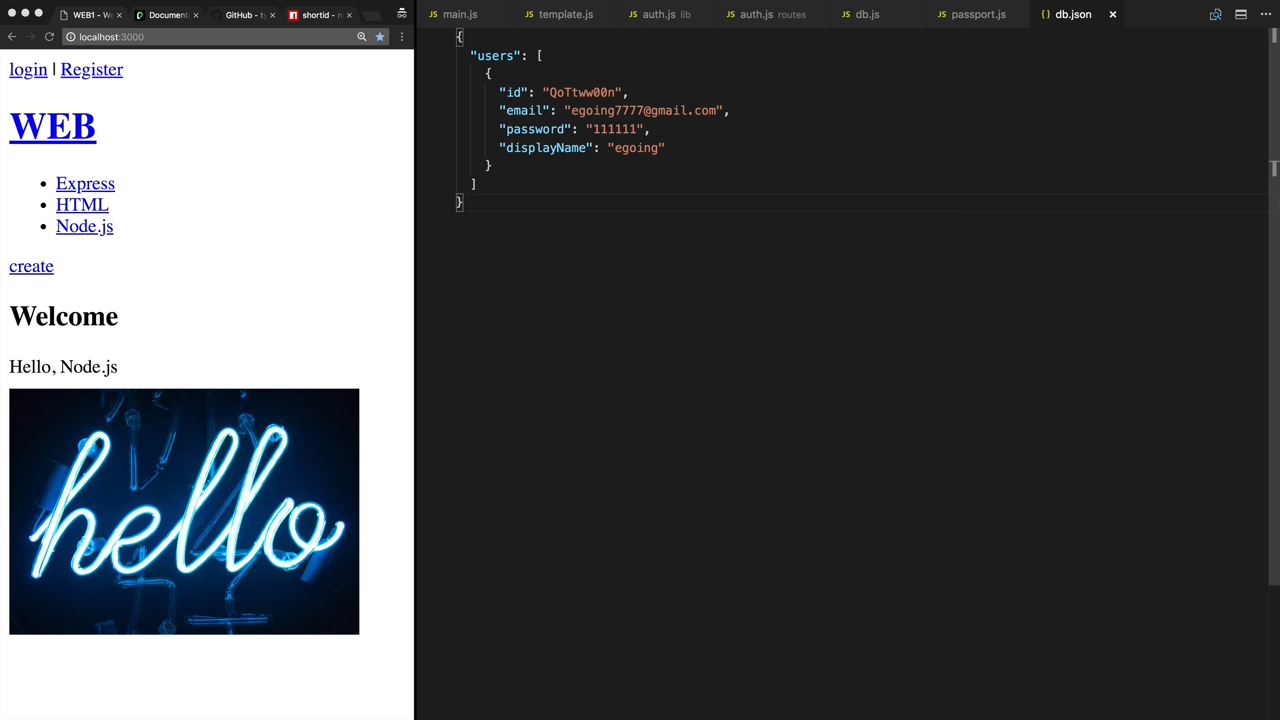 WEB1 - We
Document
GitHub - ty
shortid - n
localhost:3000
login | Register
WEB
Express
HTML
Node.js
create
Welcome
Hello, Node.js
hello
main.js
template.js
auth.js lib
auth.js routes
db.js
passport.js
db.json
{
"users": [
{
"id": "QoTtww00n",
"email": "egoing7777@gmail.com",
"password": "111111",
"displayName": "egoing"
}
]
}